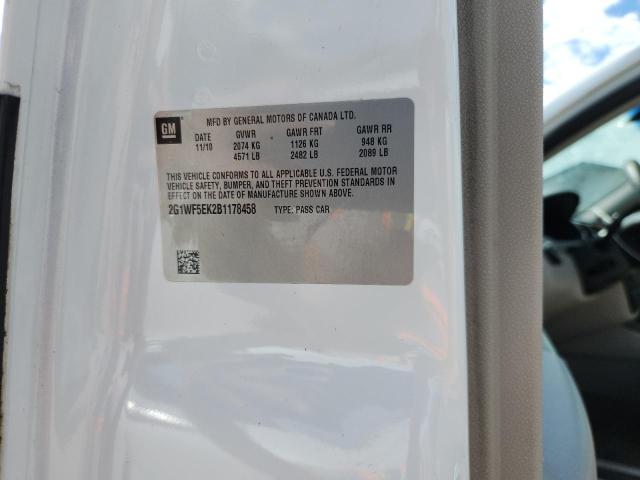 MFD BY GENERAL MOTORS OF CANADA LTD.
GM
DATE GVWR GAWR FRT GAWR RR
11/10 2074 KG 1126 KG 948 KG
4571 LB 2482 LB 2089 LB
THIS VEHICLE CONFORMS TO ALL APPLICABLE U.S. FEDERAL MOTOR
VEHICLE SAFETY, BUMPER, AND THEFT PREVENTION STANDARDS IN
EFFECT ON THE DATE OF MANUFACTURE SHOWN ABOVE.
2G1WF5EK2B1178458 TYPE: PASS CAR